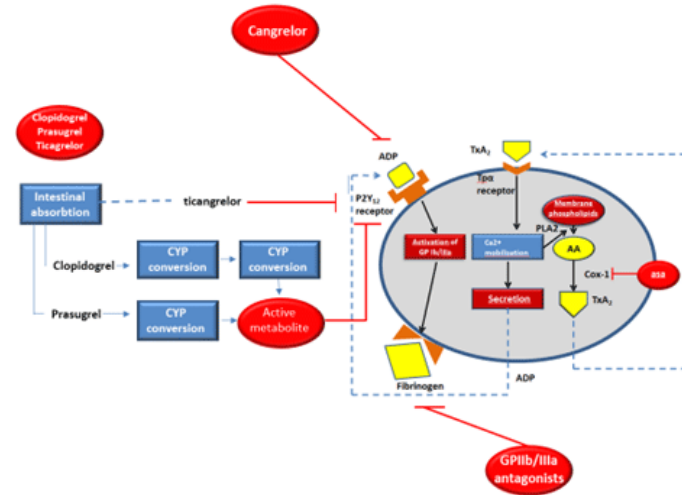 Cangrelor
Clopidogrel
Prasugrel
Ticagrelor
ADP
TxA2
Tpα
receptor
Intestinal
absorbtion
ticangrelor
P2Y12
receptor
Membrane
phospholipids
PLA2
Activation of
GP IIb/IIIa
Ca2+
mobilisation
AA
CYP
conversion
CYP
conversion
Clopidogrel
Cox-1
asa
Secretion
TxA2
Prasugrel
CYP
conversion
Active
metabolite
Fibrinogen
ADP
GPIIb/IIIa
antagonists